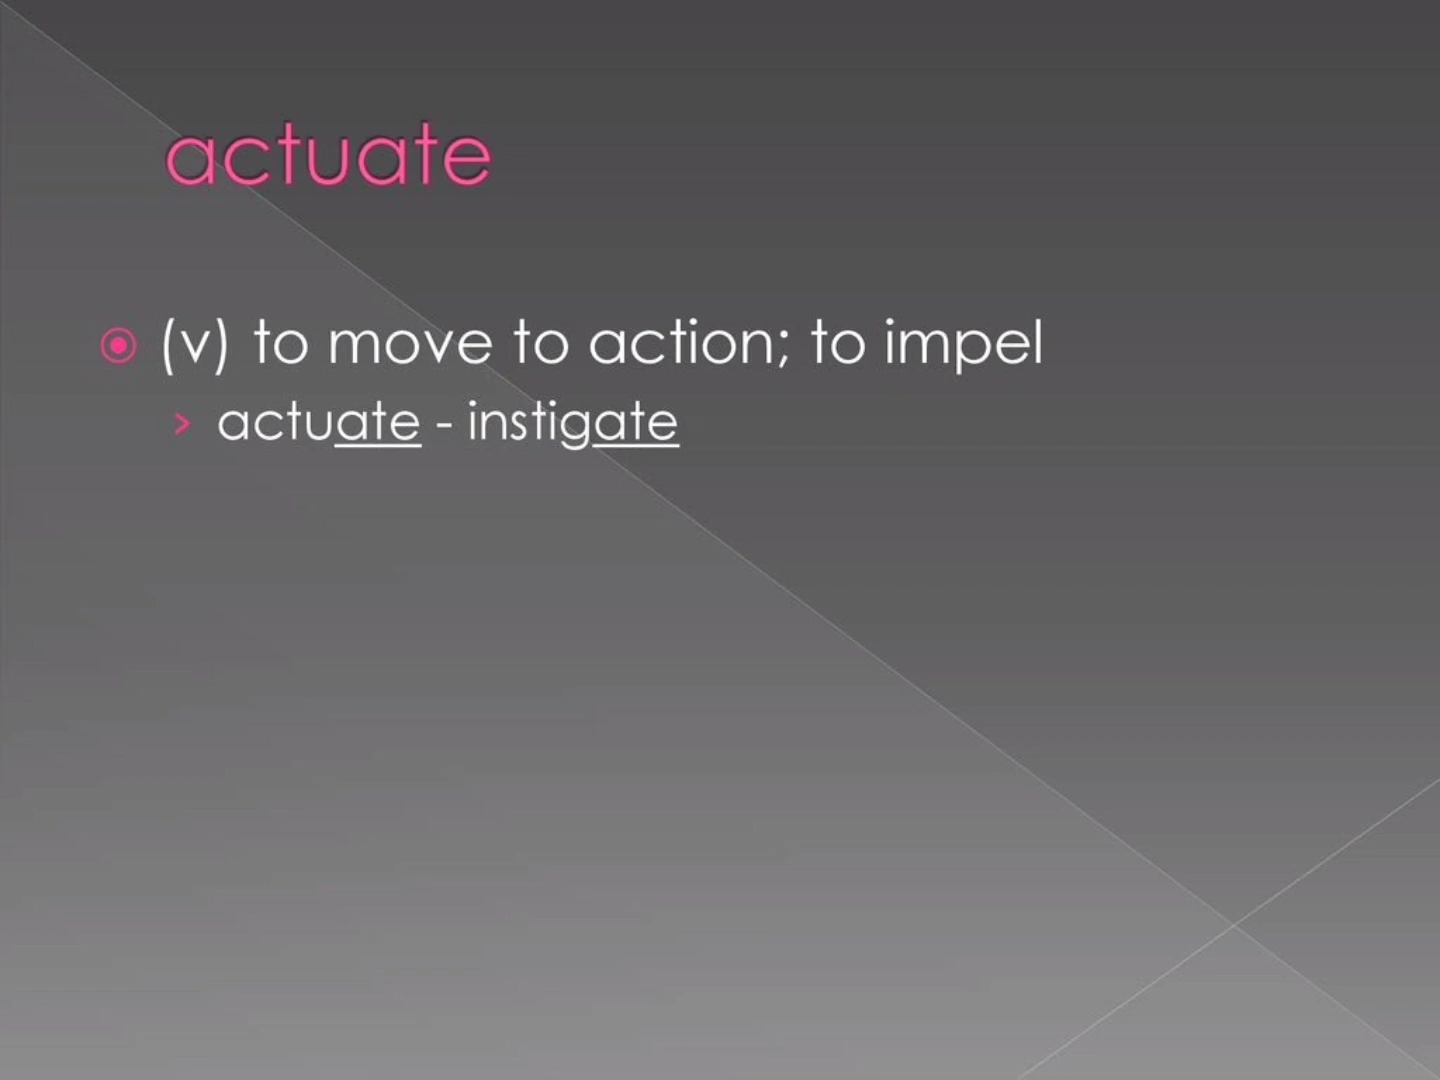 actuate
(v) to move to action; to impel
actuate - instigate